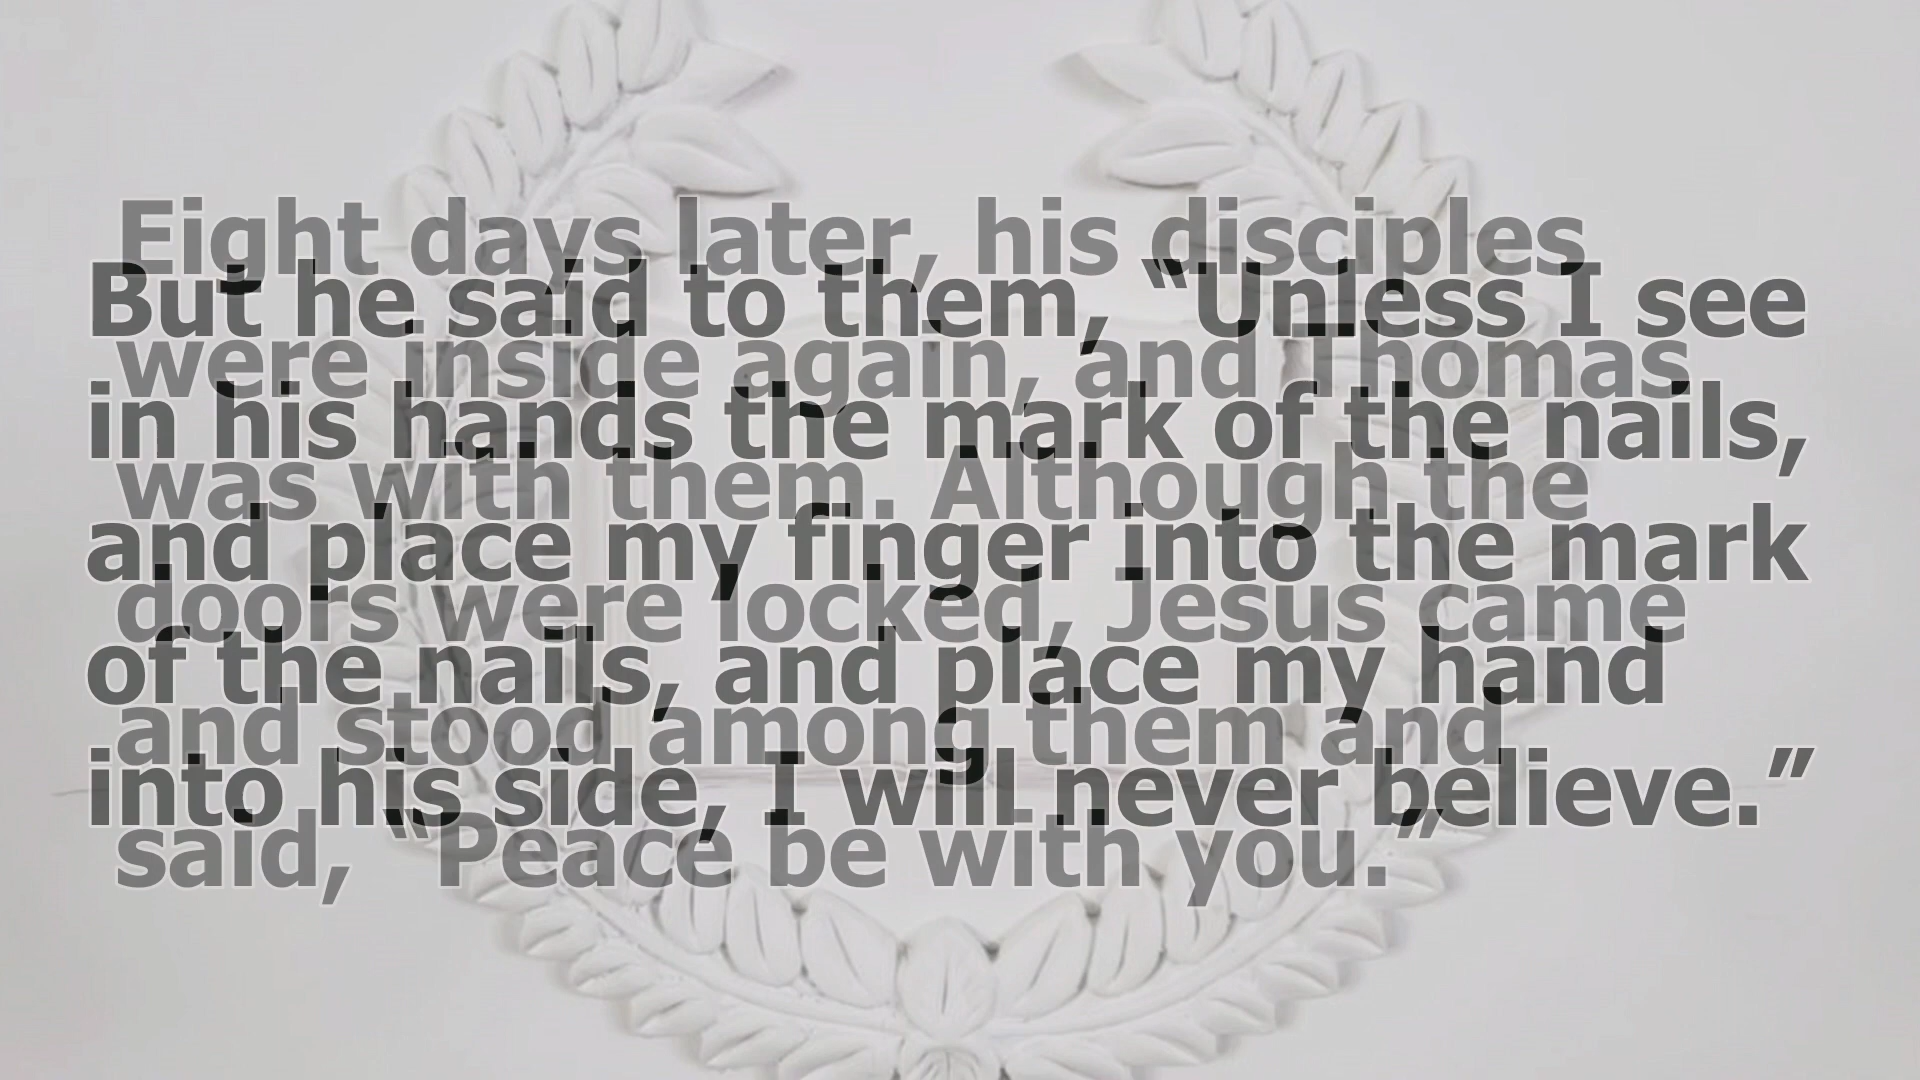 But he said to them, “Unless I see
in his hands the mark of the nails,
and place my finger into the mark
of the nails, and place my hand
into his side, I will never believe.”
Eight days later, his disciples
were inside again, and Thomas
was with them. Although the
doors were locked, Jesus came
and stood among them and
said, “Peace be with you.”